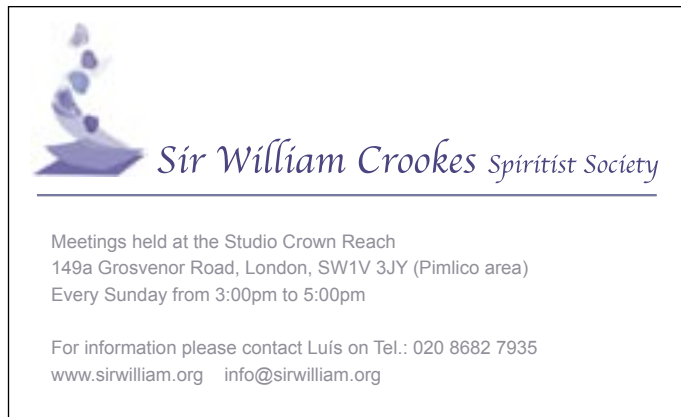 Sir William Crookes Spiritist Society
Meetings held at the Studio Crown Reach
149a Grosvenor Road, London, SW1V 3JY (Pimlico area)
Every Sunday from 3:00pm to 5:00pm
For information please contact Luís on Tel.: 020 8682 7935
www.sirwilliam.org    info@sirwilliam.org